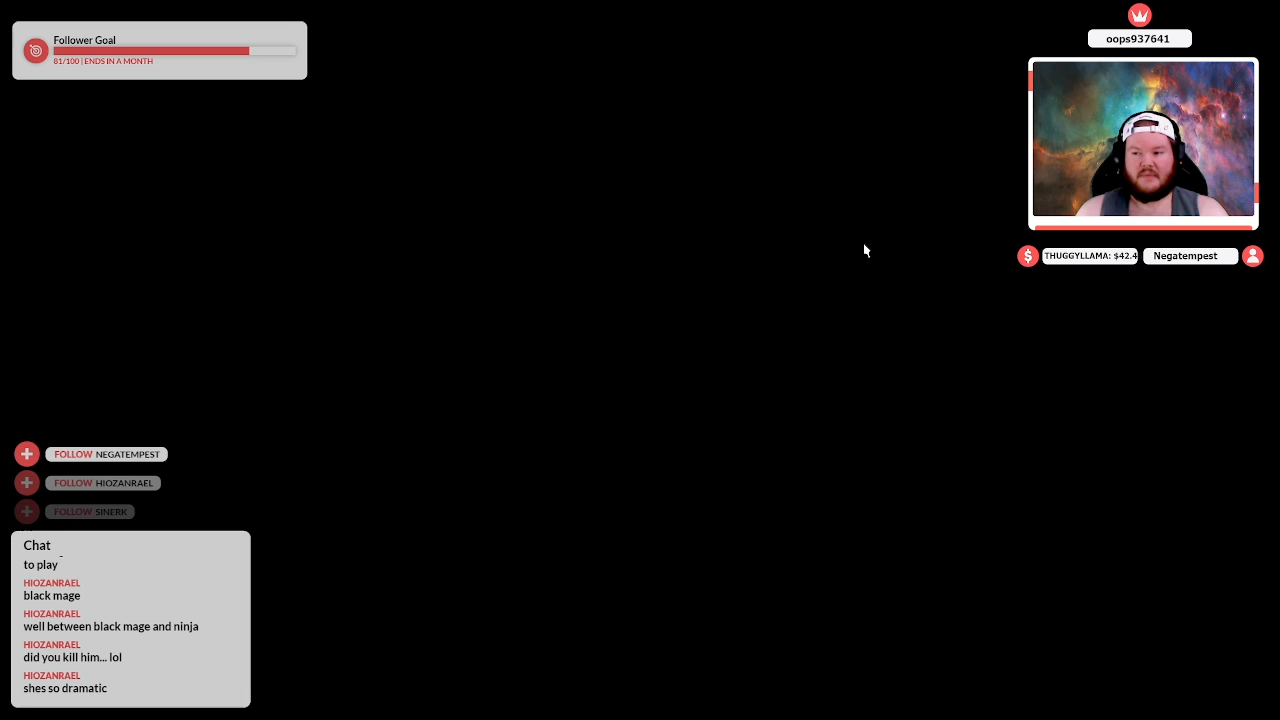 Follower Goal
81/100 | ENDS IN A MONTH
oops937641
THUGGYLLAMA: $42.4
Negatempest
FOLLOW NEGATEMPEST
FOLLOW HIOZANRAEL
FOLLOW SINERK
Chat
to play
HIOZANRAEL
black mage
HIOZANRAEL
well between black mage and ninja
HIOZANRAEL
did you kill him... lol
HIOZANRAEL
shes so dramatic